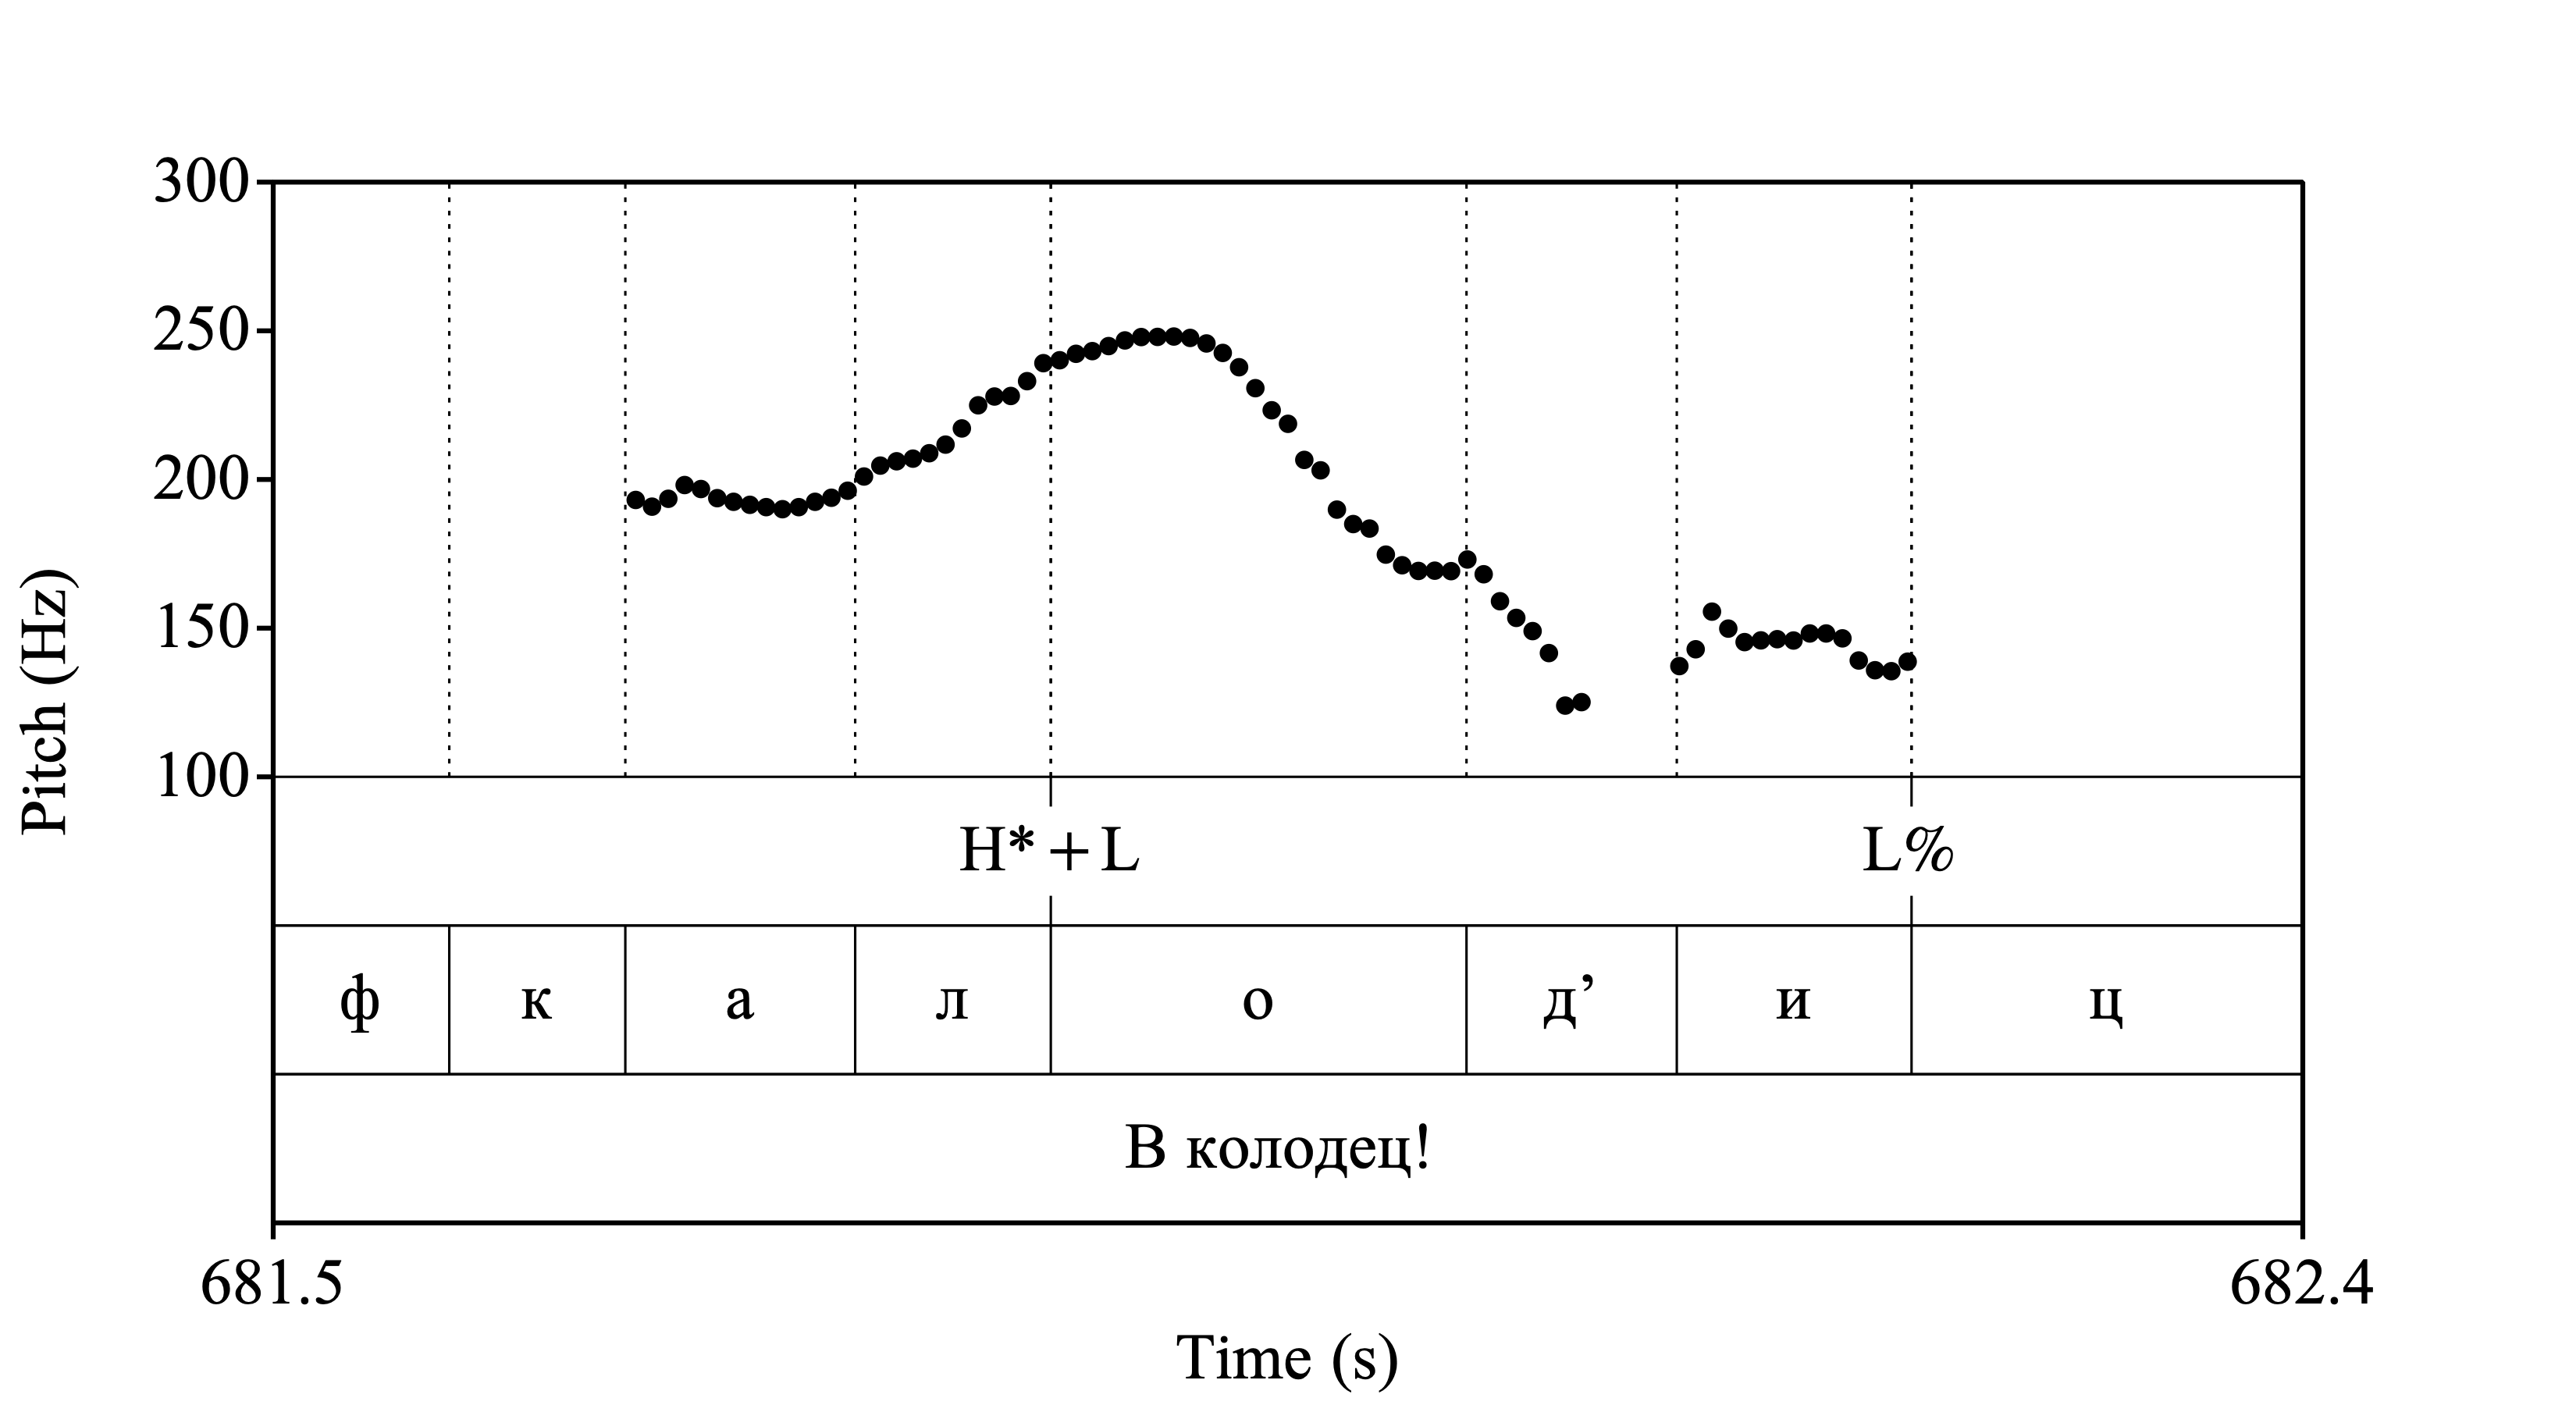 300
250
200
150
100
Pitch (Hz)
H*+L L%
ф к а л о д’ и ц
В колодец!
681.5 682.4
Time (s)